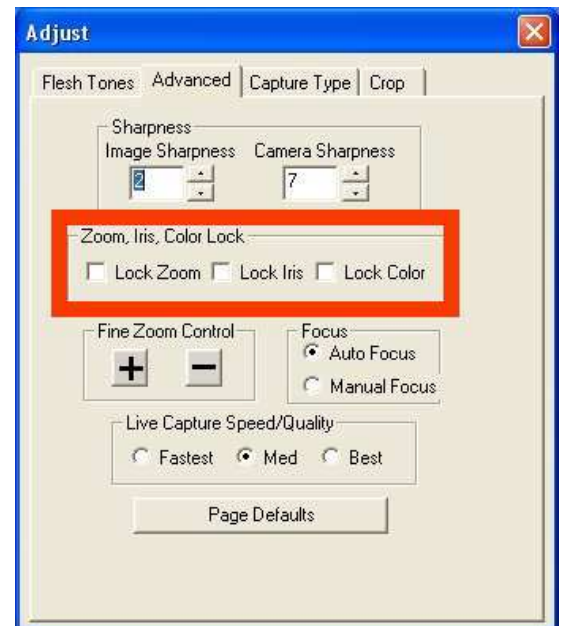 Adjust
Flesh Tones Advanced Capture Type Crop
Sharpness
Image Sharpness Camera Sharpness
2 7
Zoom, Iris, Color Lock
Lock Zoom Lock Iris Lock Color
Fine Zoom Control Focus
+ − Auto Focus
Manual Focus
Live Capture Speed/Quality
Fastest Med Best
Page Defaults